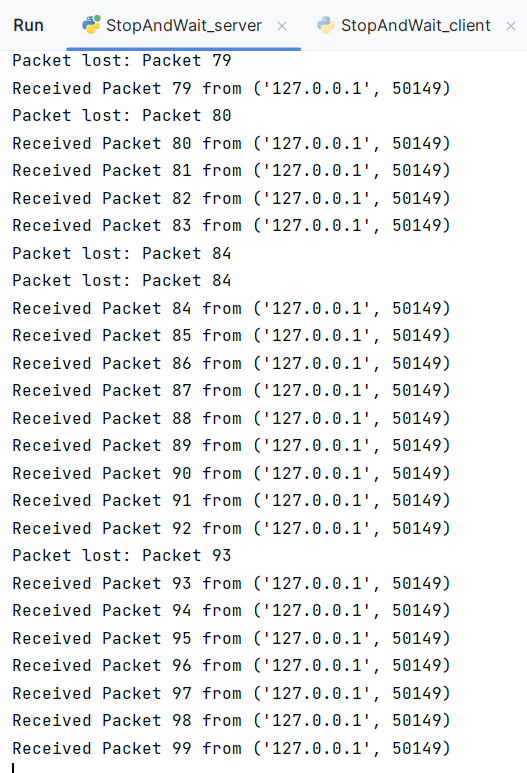 Run StopAndWait_server StopAndWait_client
Packet lost: Packet 79
Received Packet 79 from ('127.0.0.1', 50149)
Packet lost: Packet 80
Received Packet 80 from ('127.0.0.1', 50149)
Received Packet 81 from ('127.0.0.1', 50149)
Received Packet 82 from ('127.0.0.1', 50149)
Received Packet 83 from ('127.0.0.1', 50149)
Packet lost: Packet 84
Packet lost: Packet 84
Received Packet 84 from ('127.0.0.1', 50149)
Received Packet 85 from ('127.0.0.1', 50149)
Received Packet 86 from ('127.0.0.1', 50149)
Received Packet 87 from ('127.0.0.1', 50149)
Received Packet 88 from ('127.0.0.1', 50149)
Received Packet 89 from ('127.0.0.1', 50149)
Received Packet 90 from ('127.0.0.1', 50149)
Received Packet 91 from ('127.0.0.1', 50149)
Received Packet 92 from ('127.0.0.1', 50149)
Packet lost: Packet 93
Received Packet 93 from ('127.0.0.1', 50149)
Received Packet 94 from ('127.0.0.1', 50149)
Received Packet 95 from ('127.0.0.1', 50149)
Received Packet 96 from ('127.0.0.1', 50149)
Received Packet 97 from ('127.0.0.1', 50149)
Received Packet 98 from ('127.0.0.1', 50149)
Received Packet 99 from ('127.0.0.1', 50149)